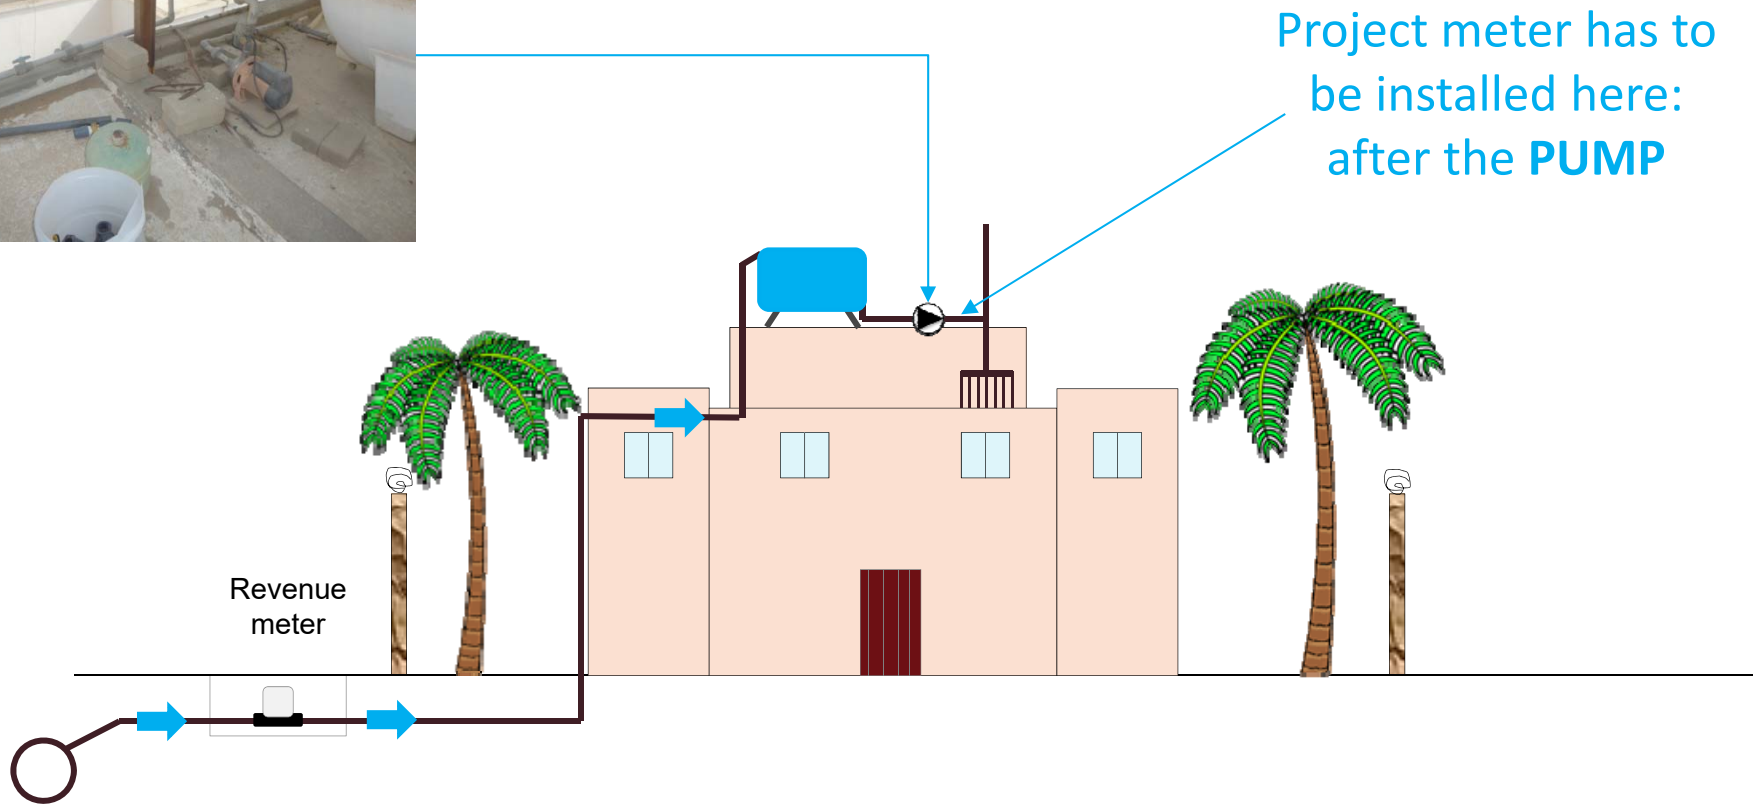 Project meter has to
be installed here:
after the PUMP
Revenue
meter